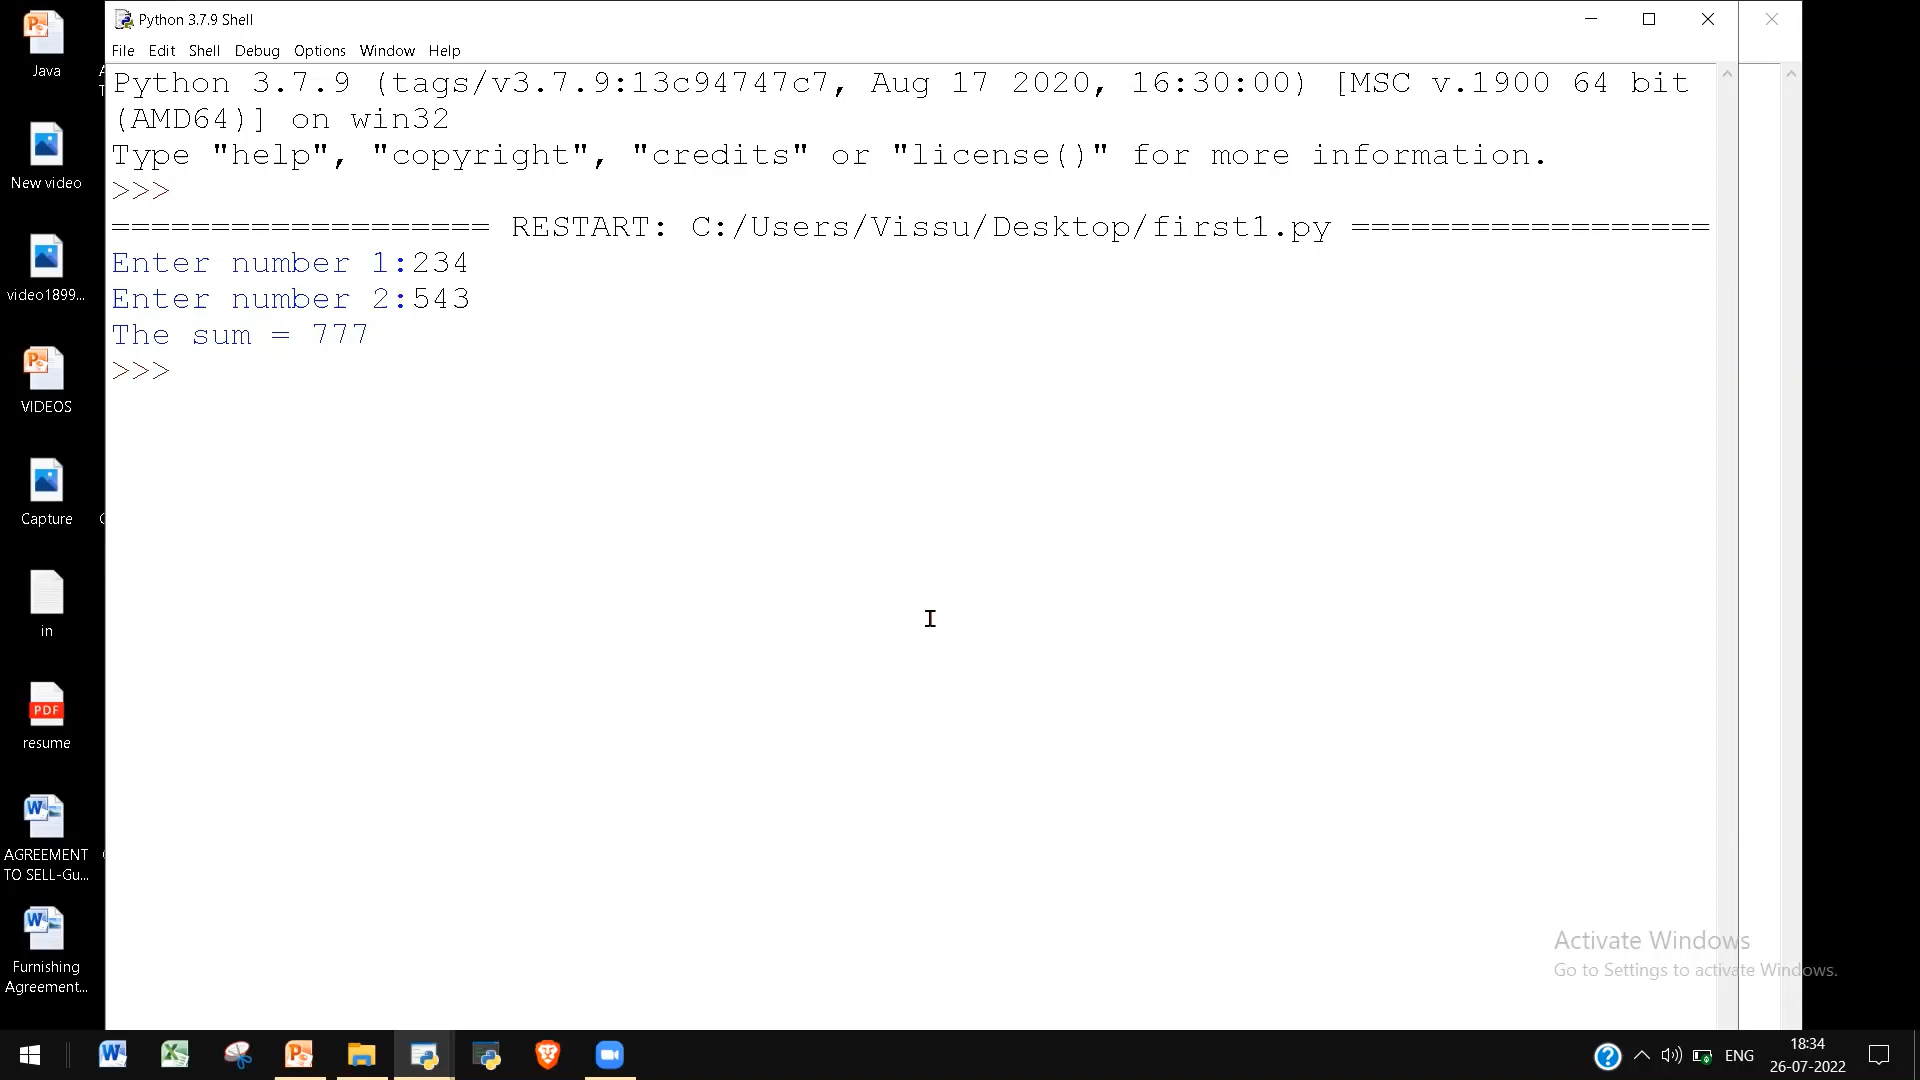 Python 3.7.9 Shell
File Edit Shell Debug Options Window Help
Python 3.7.9 (tags/v3.7.9:13c94747c7, Aug 17 2020, 16:30:00) [MSC v.1900 64 bit
(AMD64)] on win32
Type "help", "copyright", "credits" or "license()" for more information.
>>>
=================== RESTART: C:/Users/Vissu/Desktop/first1.py ==================
Enter number 1:234
Enter number 2:543
The sum = 777
>>>
Java
New video
video1899...
VIDEOS
Capture
in
PDF
resume
AGREEMENT
TO SELL-Gu...
Furnishing
Agreement...
Activate Windows
Go to Settings to activate Windows.
ENG
18:34
26-07-2022